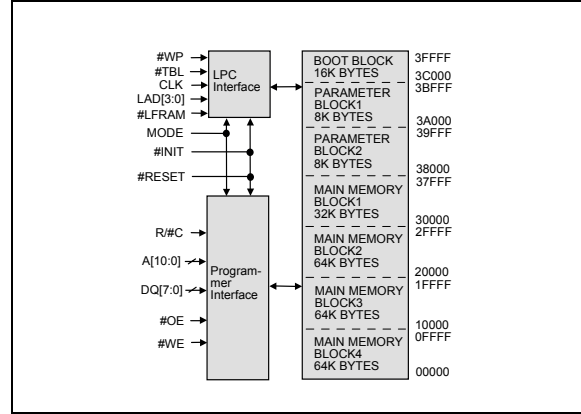 #WP
#TBL
CLK
LAD[3:0]
#LFRAM
MODE
#INIT
#RESET
R/#C
A[10:0]
DQ[7:0]
#OE
#WE
LPC
Interface
Program-
mer
Interface
BOOT BLOCK
16K BYTES
PARAMETER
BLOCK1
8K BYTES
PARAMETER
BLOCK2
8K BYTES
MAIN MEMORY
BLOCK1
32K BYTES
MAIN MEMORY
BLOCK2
64K BYTES
MAIN MEMORY
BLOCK3
64K BYTES
MAIN MEMORY
BLOCK4
64K BYTES
3FFFF
3C000
3BFFF
3A000
39FFF
38000
37FFF
30000
2FFFF
20000
1FFFF
10000
0FFFF
00000